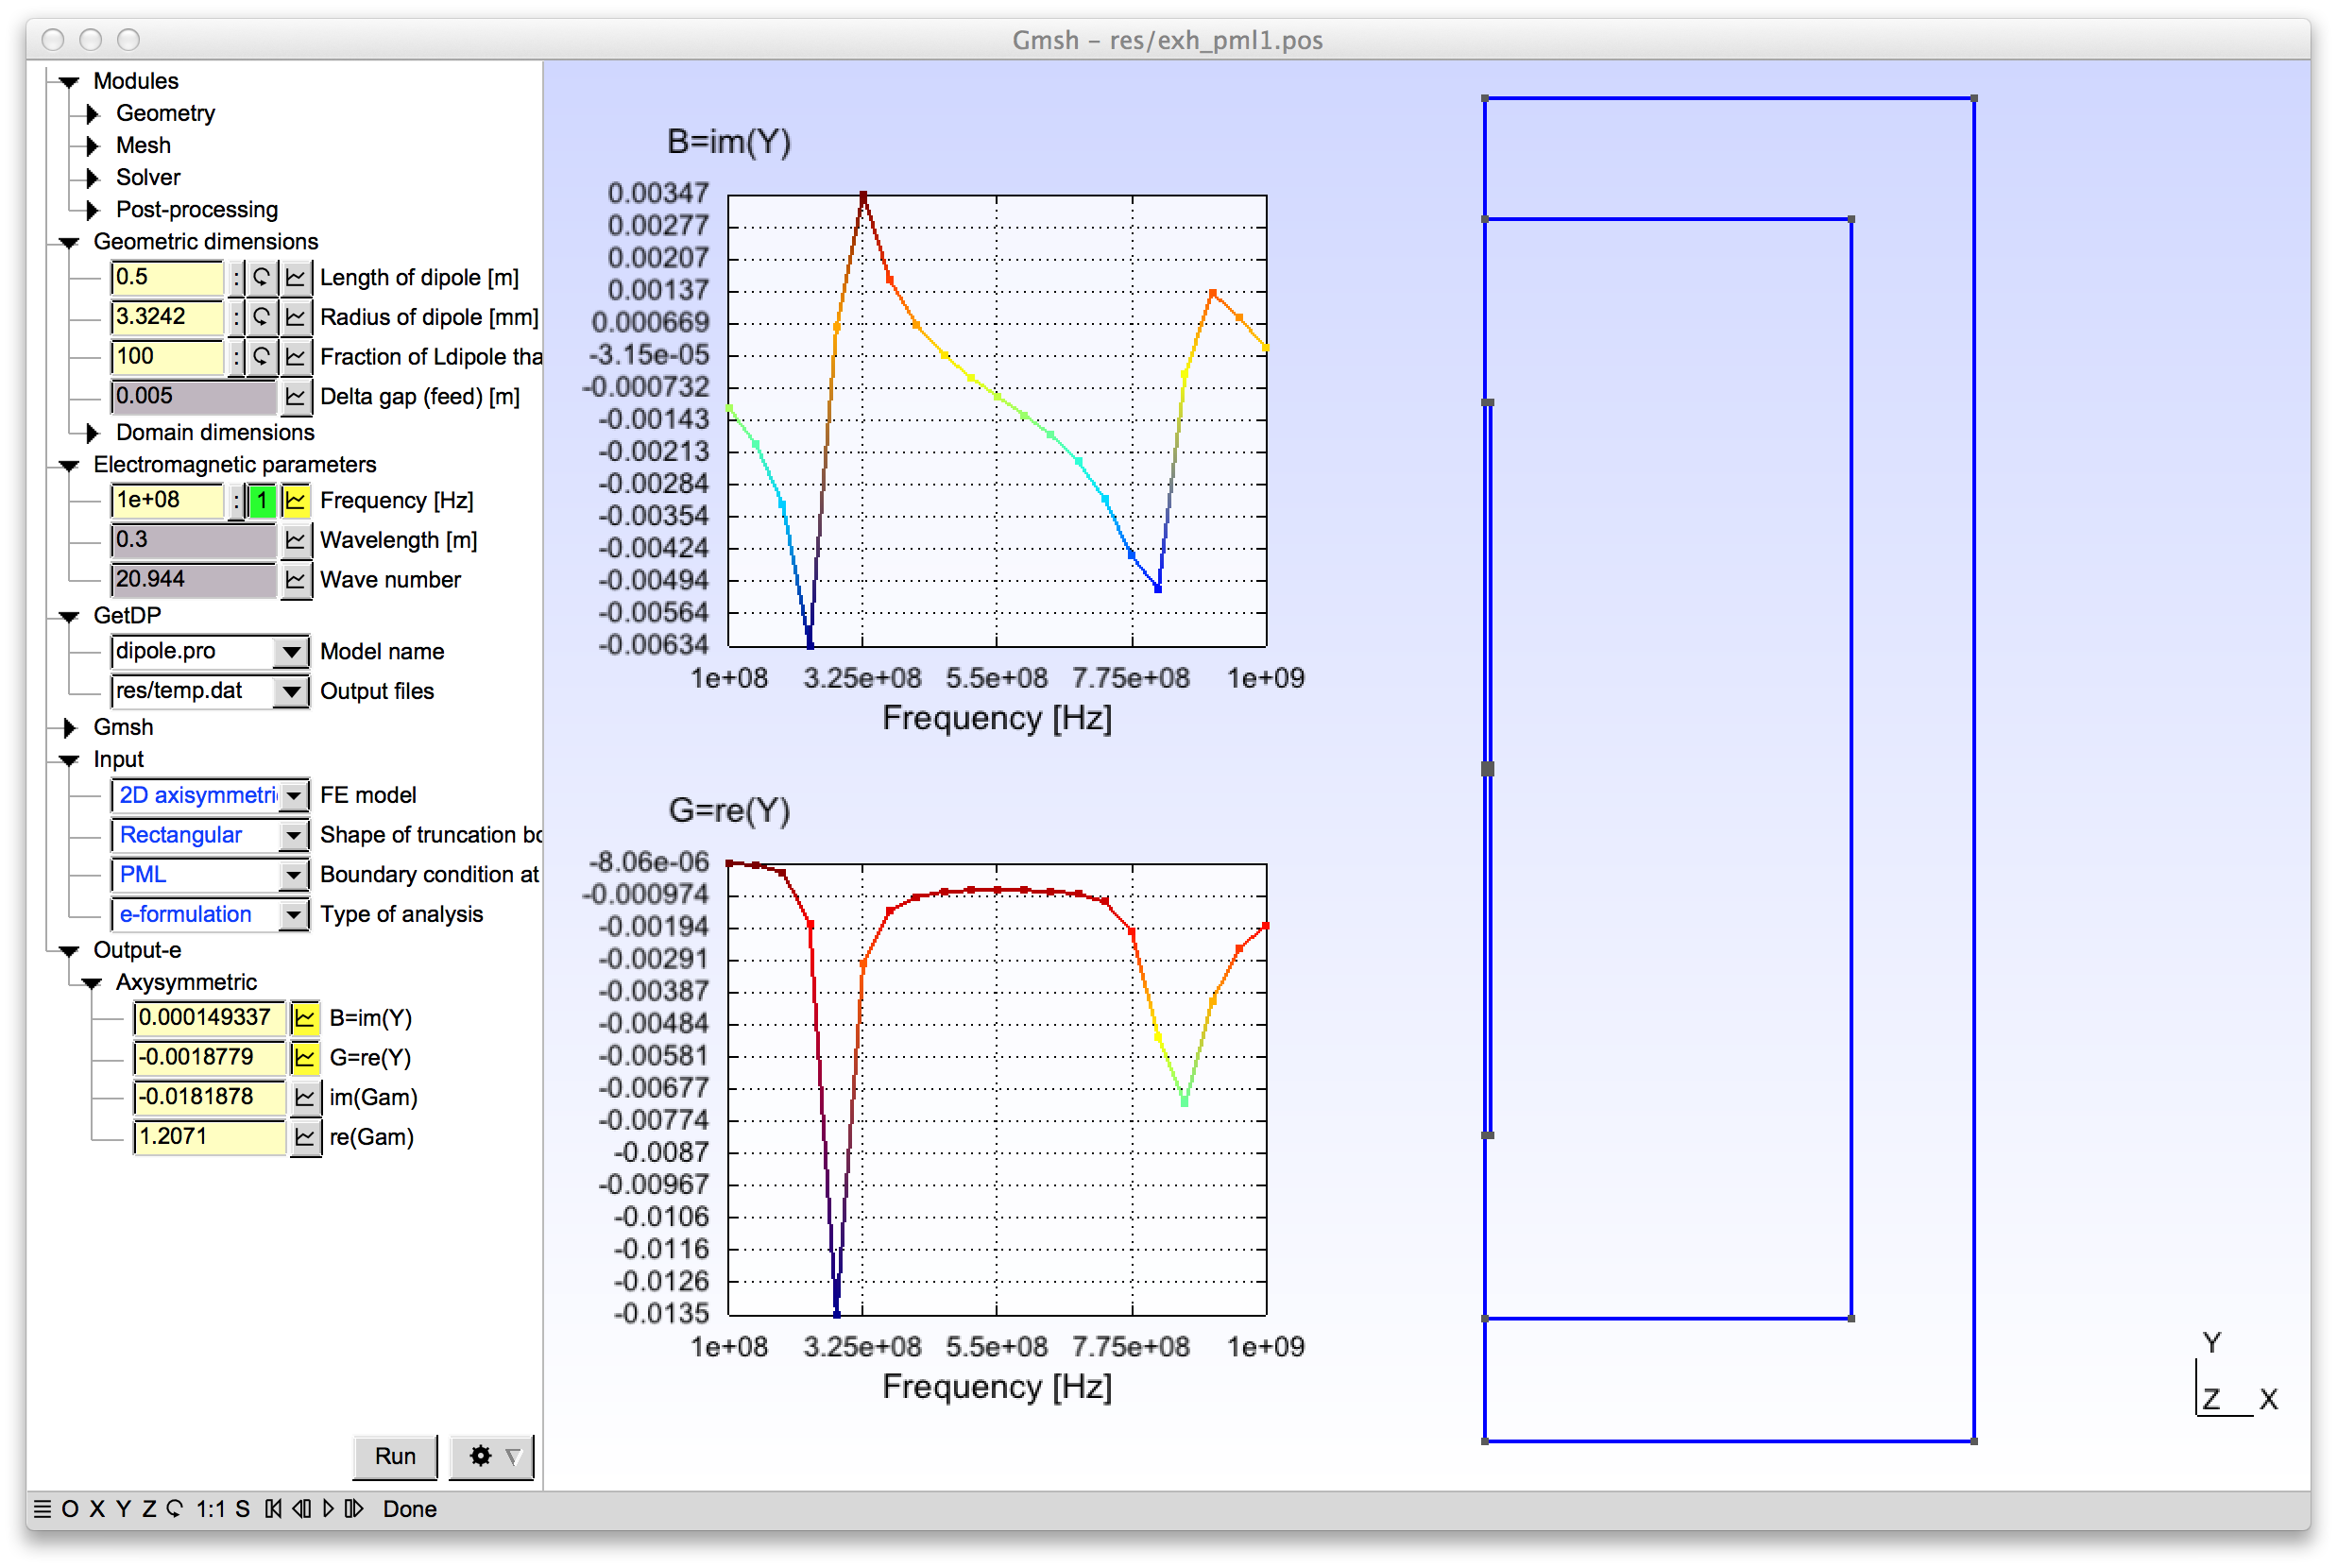 Gmsh - res/exh_pml1.pos
Modules
Geometry
Mesh
Solver
Post-processing
Geometric dimensions
0.5 : Length of dipole [m]
3.3242 : Radius of dipole [mm]
100 : Fraction of Ldipole tha
0.005 Delta gap (feed) [m]
Domain dimensions
Electromagnetic parameters
1e+08 : 1 Frequency [Hz]
0.3 Wavelength [m]
20.944 Wave number
GetDP
dipole.pro Model name
res/temp.dat Output files
Gmsh
Input
2D axisymmetri FE model
Rectangular Shape of truncation bo
PML Boundary condition at
e-formulation Type of analysis
Output-e
Axysymmetric
0.000149337 B=im(Y)
-0.0018779 G=re(Y)
-0.0181878 im(Gam)
1.2071 re(Gam)
Run
B=im(Y)
0.00347
0.00277
0.00207
0.00137
0.000669
-3.15e-05
-0.000732
-0.00143
-0.00213
-0.00284
-0.00354
-0.00424
-0.00494
-0.00564
-0.00634
1e+08 3.25e+08 5.5e+08 7.75e+08 1e+09
Frequency [Hz]
G=re(Y)
-8.06e-06
-0.000974
-0.00194
-0.00291
-0.00387
-0.00484
-0.00581
-0.00677
-0.00774
-0.0087
-0.00967
-0.0106
-0.0116
-0.0126
-0.0135
1e+08 3.25e+08 5.5e+08 7.75e+08 1e+09
Frequency [Hz]
Y
Z X
O X Y Z 1:1 S Done